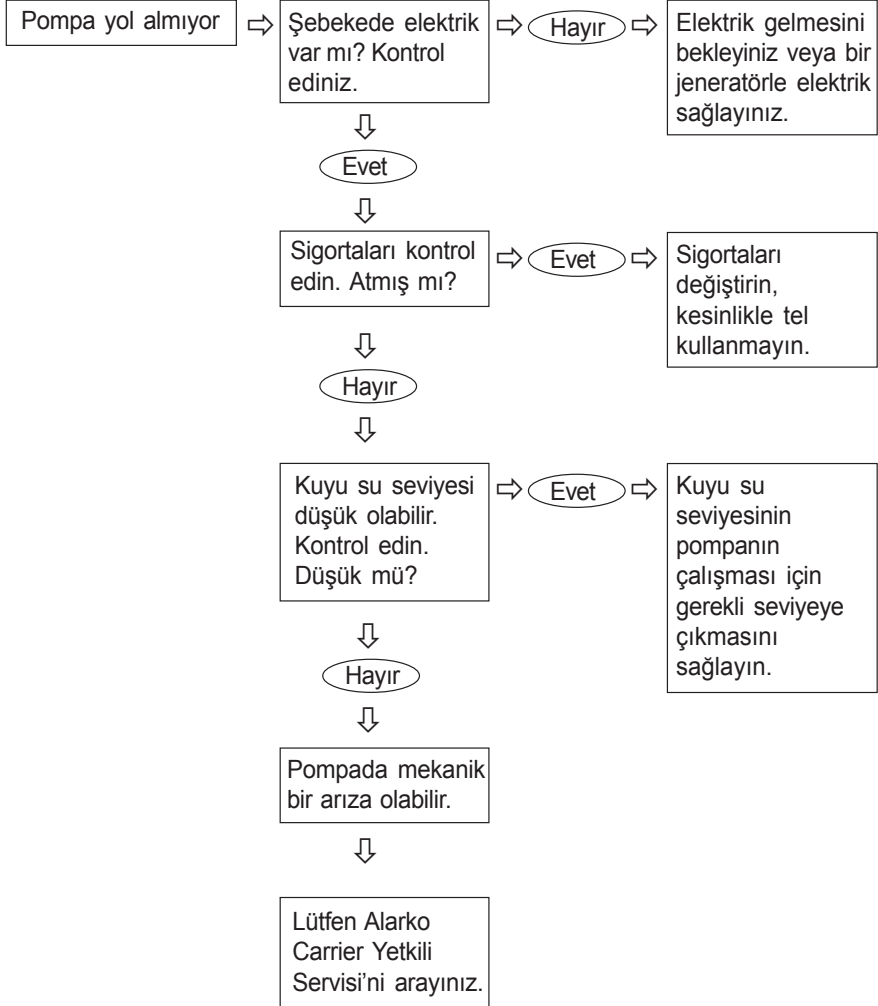 Pompa yol almıyor
Şebekede elektrik
var mı? Kontrol
ediniz.
Hayır
Elektrik gelmesini
bekleyiniz veya bir
jeneratörle elektrik
sağlayınız.
Evet
Sigortaları kontrol
edin. Atmış mı?
Evet
Sigortaları
değiştirin,
kesinlikle tel
kullanmayın.
Hayır
Kuyu su seviyesi
düşük olabilir.
Kontrol edin.
Düşük mü?
Evet
Kuyu su
seviyesinin
pompanın
çalışması için
gerekli seviyeye
çıkmasını
sağlayın.
Hayır
Pompada mekanik
bir arıza olabilir.
Lütfen Alarko
Carrier Yetkili
Servisi'ni arayınız.